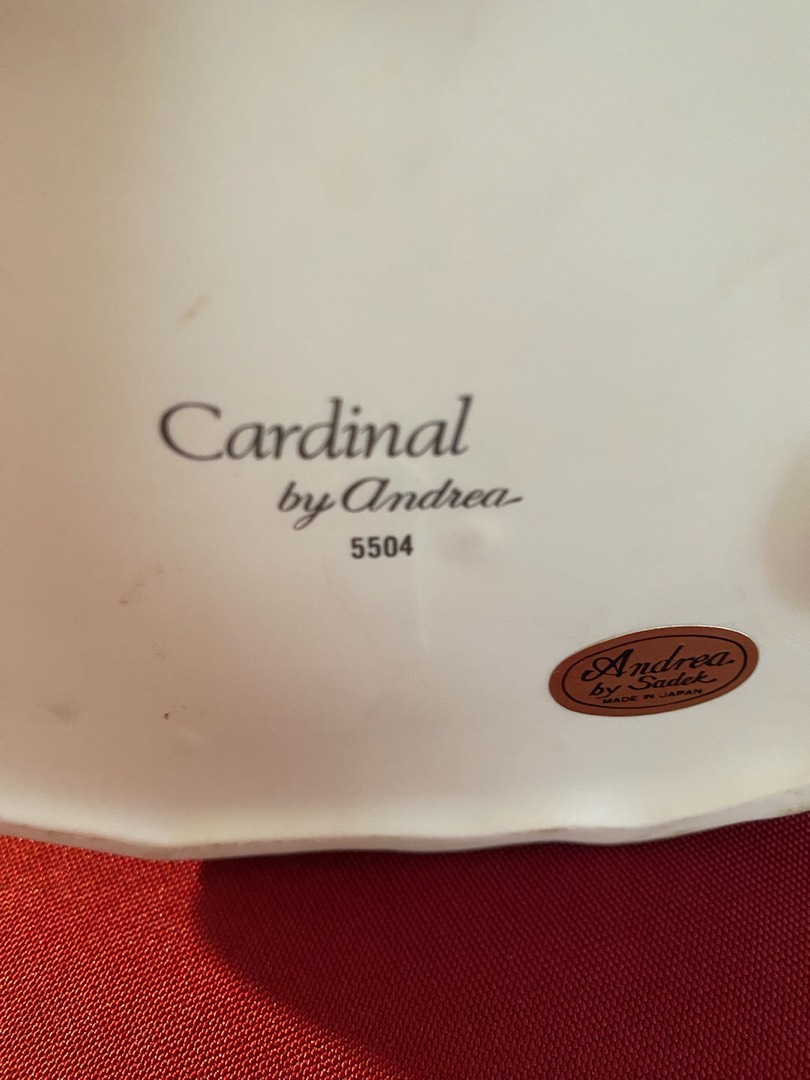 Cardinal
by Andrea
5504
Andrea
by Sadek
MADE IN JAPAN